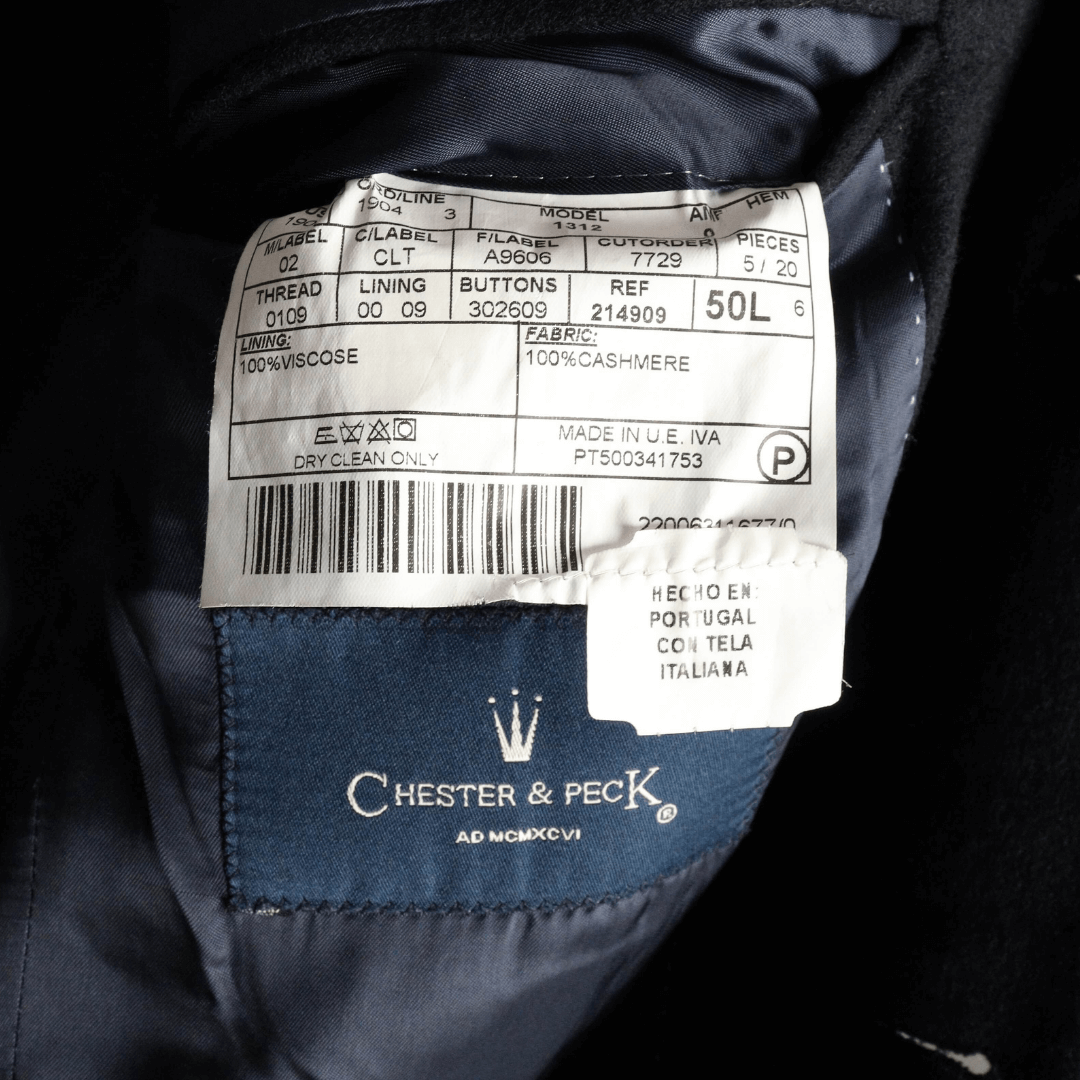 ORD/LINE
1904 3
MODEL
1312
HEM
M/LABEL C/LABEL F/LABEL CUTORDER PIECES
02 CLT A9606 7729 5 / 20
THREAD LINING BUTTONS REF 50L 6
0109 00 09 302609 214909
LINING: FABRIC:
100%VISCOSE 100%CASHMERE
MADE IN U.E. IVA
DRY CLEAN ONLY PT500341753 P
HECHO EN:
PORTUGAL
CON TELA
ITALIANA
CHESTER & PECK ®
AD MCMXCVI